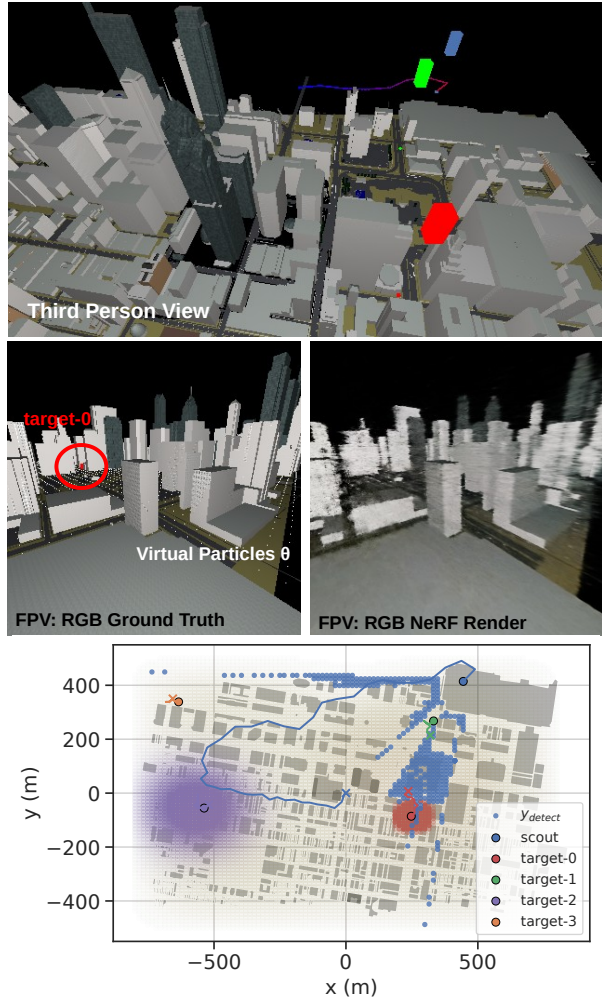 Third Person View
target-0
Virtual Particles θ
FPV: RGB Ground Truth
FPV: RGB NeRF Render
y (m)
400
200
0
−200
−400
−500
0
500
x (m)
y_detect
scout
target-0
target-1
target-2
target-3